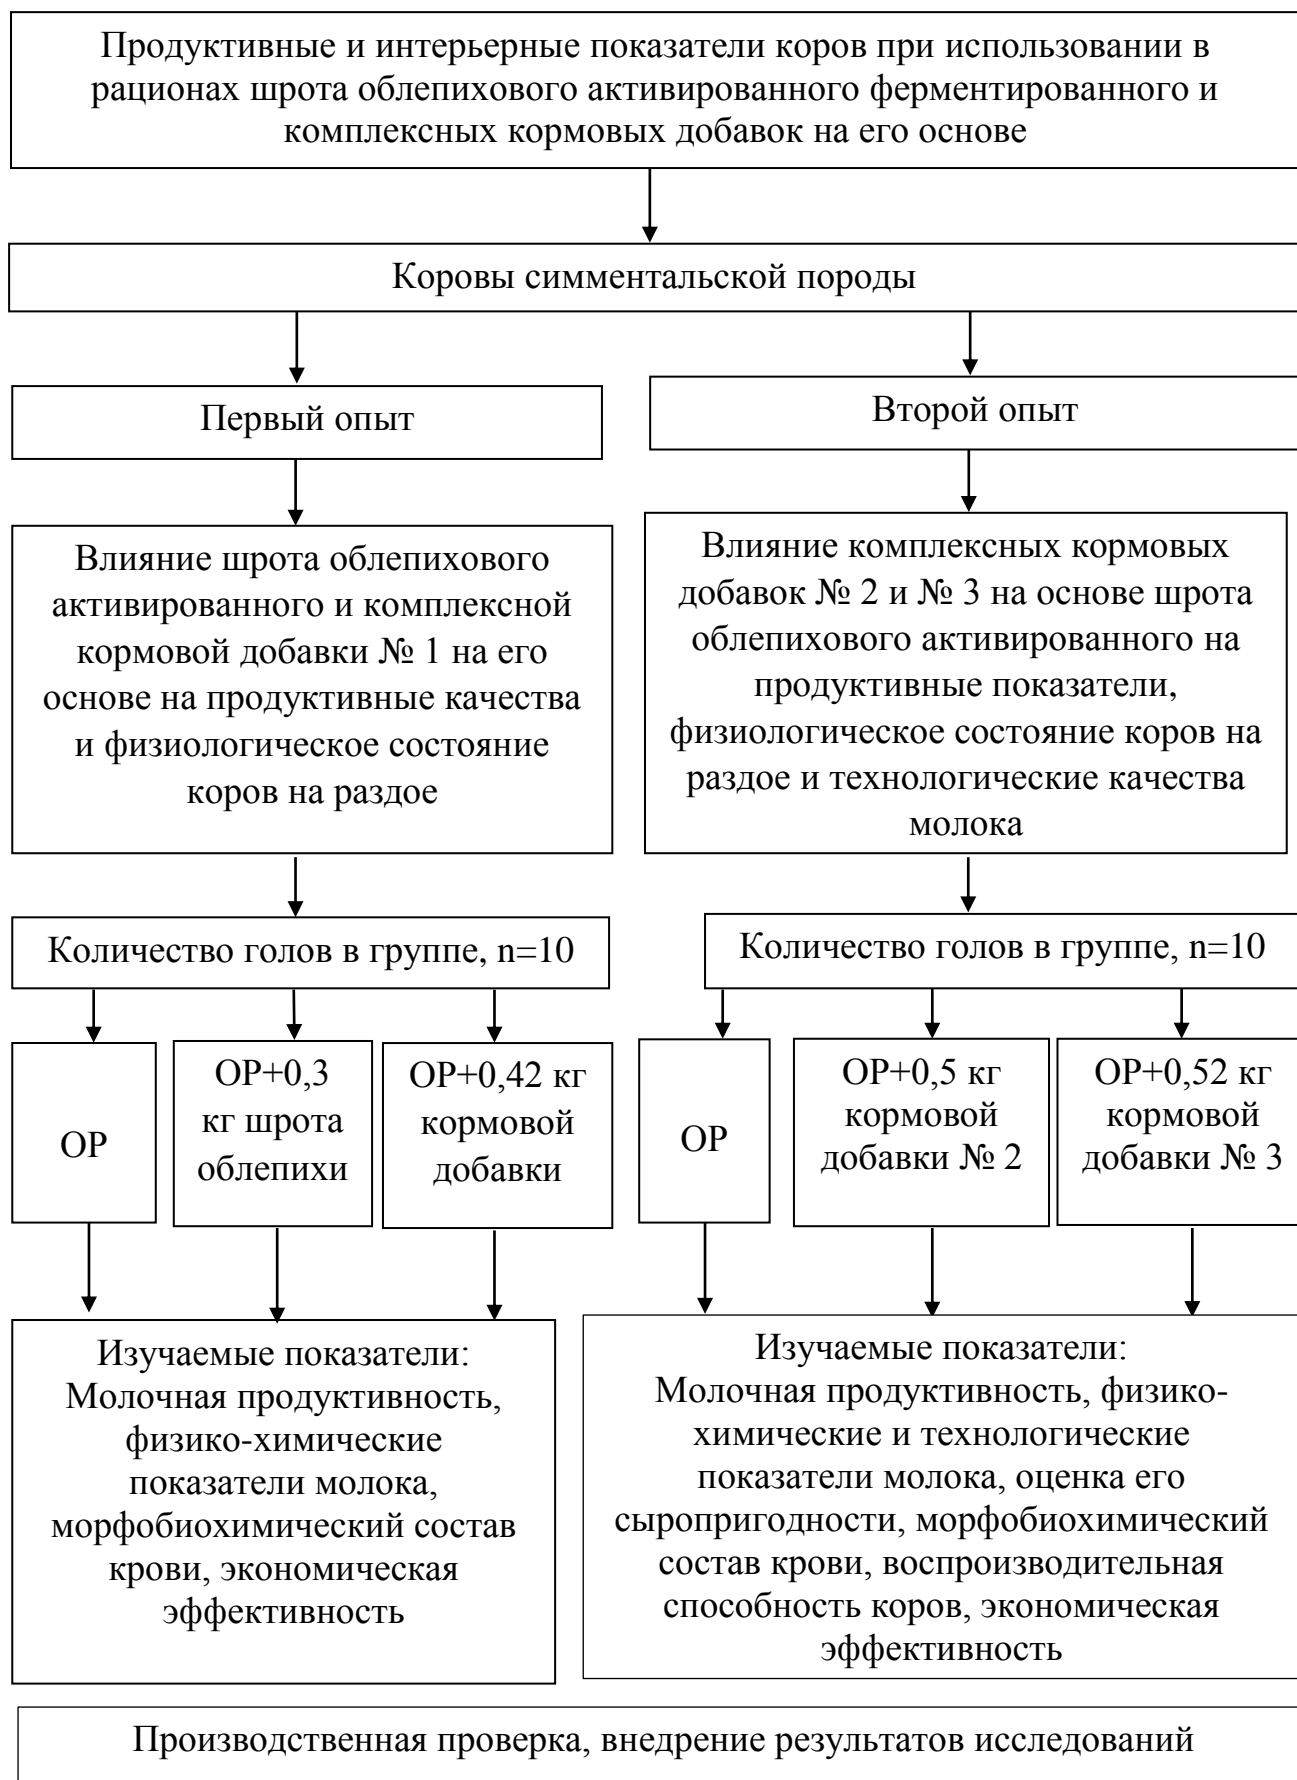 Продуктивные и интерьерные показатели коров при использовании в
рационах шрота облепихового активированного ферментированного и
комплексных кормовых добавок на его основе
Коровы симментальской породы
Первый опыт
Второй опыт
Влияние шрота облепихового
активированного и комплексной
кормовой добавки № 1 на его
основе на продуктивные качества
и физиологическое состояние
коров на раздое
Влияние комплексных кормовых
добавок № 2 и № 3 на основе шрота
облепихового активированного на
продуктивные показатели,
физиологическое состояние коров на
раздое и технологические качества
молока
Количество голов в группе, n=10
Количество голов в группе, n=10
ОР
ОР+0,3
кг шрота
облепихи
ОР+0,42 кг
кормовой
добавки
ОР
ОР+0,5 кг
кормовой
добавки № 2
ОР+0,52 кг
кормовой
добавки № 3
Изучаемые показатели:
Молочная продуктивность,
физико-химические
показатели молока,
морфобиохимический состав
крови, экономическая
эффективность
Изучаемые показатели:
Молочная продуктивность, физико-
химические и технологические
показатели молока, оценка его
сыропригодности, морфобиохимический
состав крови, воспроизводительная
способность коров, экономическая
эффективность
Производственная проверка, внедрение результатов исследований